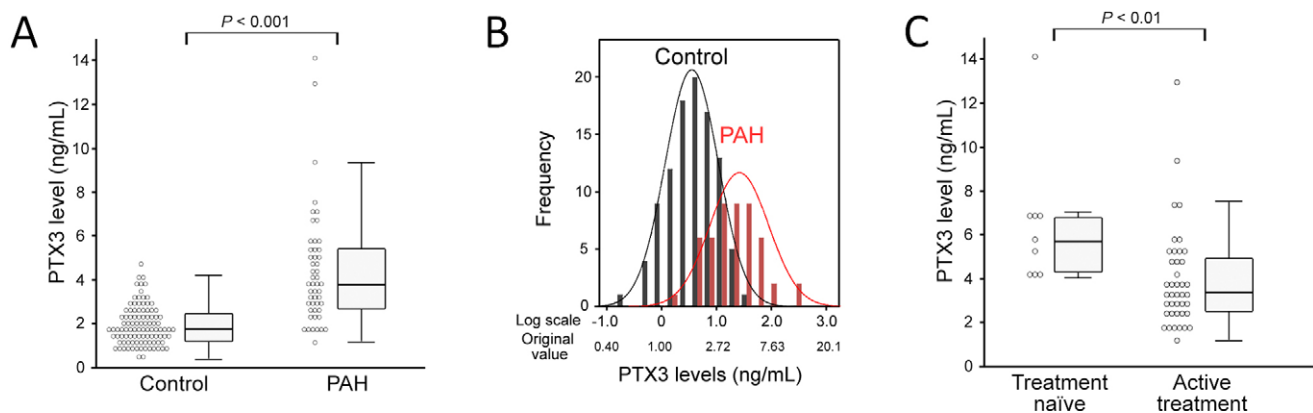 A
P < 0.001
PTX3 level (ng/mL)
14
12
10
8
6
4
2
0
Control
PAH
B
Control
PAH
Frequency
20
15
10
5
0
Log scale
-1.0
0
1.0
2.0
3.0
Original
value
0.40
1.00
2.72
7.63
20.1
PTX3 levels (ng/mL)
C
P < 0.01
PTX3 level (ng/mL)
14
12
10
8
6
4
2
0
Treatment
naïve
Active
treatment